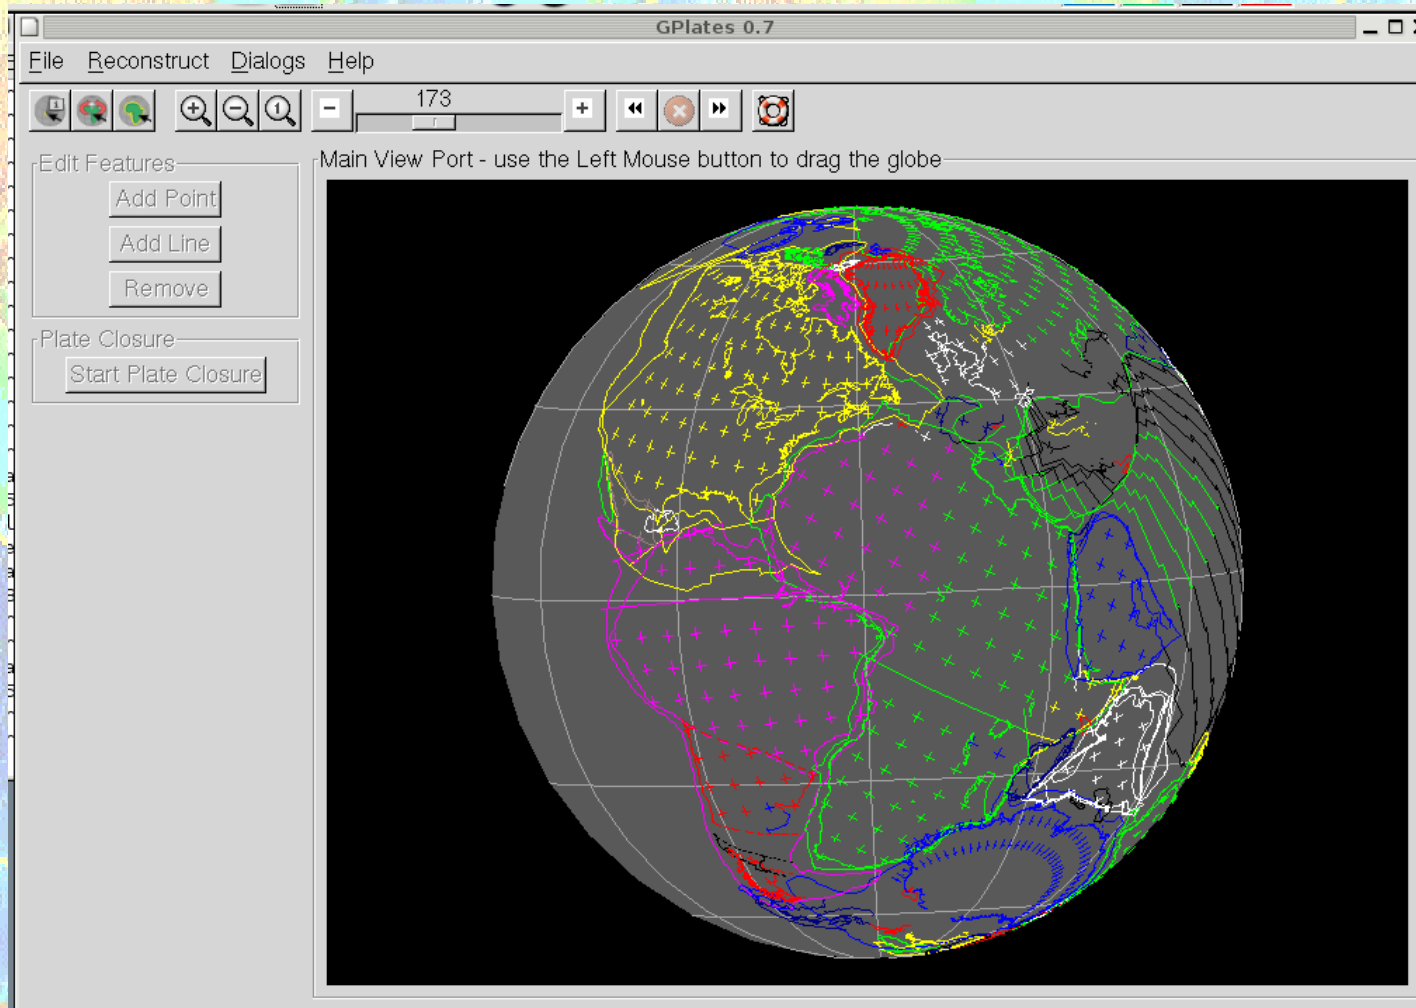 GPlates 0.7
File Reconstruct Dialogs Help
173
Edit Features
Main View Port - use the Left Mouse button to drag the globe
Add Point
Add Line
Remove
Plate Closure
Start Plate Closure